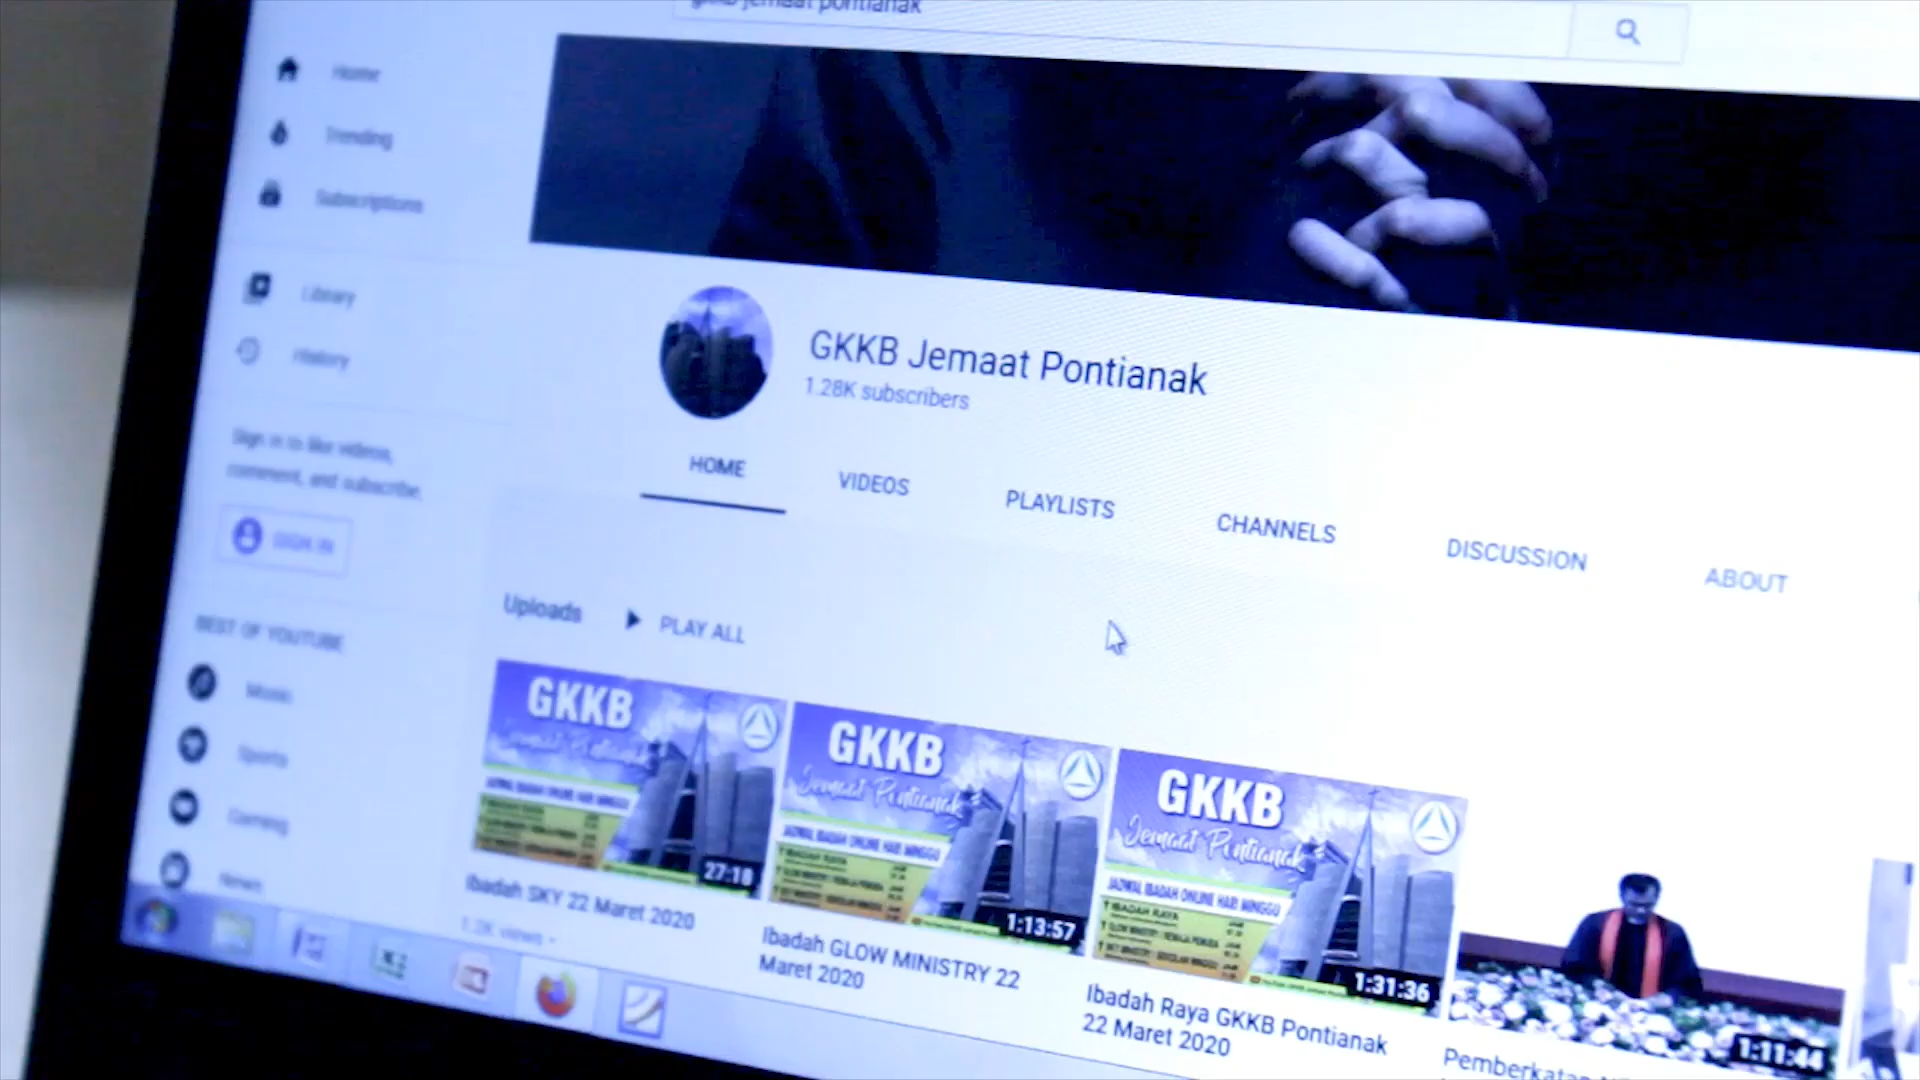 gkkb jemaat pontianak
Home
Trending
Subscriptions
Library
History
Sign in to like videos,
comment, and subscribe.
SIGN IN
BEST OF YOUTUBE
Music
Sports
Gaming
News
GKKB Jemaat Pontianak
1.28K subscribers
HOME
VIDEOS
PLAYLISTS
CHANNELS
DISCUSSION
ABOUT
Uploads
PLAY ALL
GKKB
Jemaat Pontianak
JADWAL IBADAH ONLINE HARI MINGGU
27:18
Ibadah SKY 22 Maret 2020
1.2K views
GKKB
Jemaat Pontianak
JADWAL IBADAH ONLINE HARI MINGGU
IBADAH RAYA
1:13:57
Ibadah GLOW MINISTRY 22
Maret 2020
GKKB
Jemaat Pontianak
JADWAL IBADAH ONLINE HARI MINGGU
IBADAH RAYA
1:31:36
Ibadah Raya GKKB Pontianak
22 Maret 2020
1:11:44